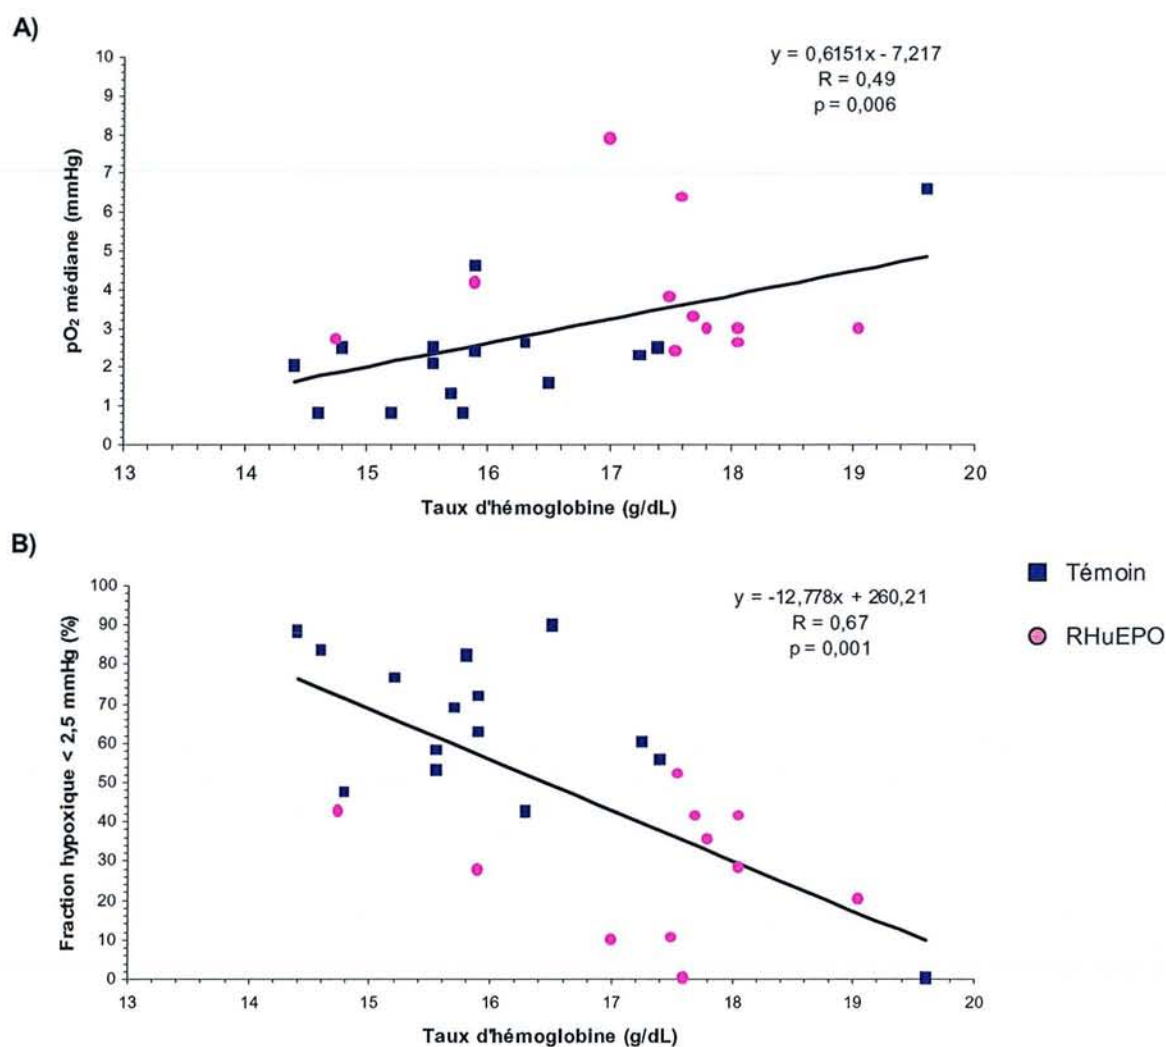 A)
y = 0,6151x - 7,217
R = 0,49
p = 0,006
10
9
8
7
6
5
4
3
2
1
0
pO₂ médiane (mmHg)
13 14 15 16 17 18 19 20
Taux d'hémoglobine (g/dL)
B)
y = -12,778x + 260,21
R = 0,67
p = 0,001
100
90
80
70
60
50
40
30
20
10
0
Fraction hypoxique < 2,5 mmHg (%)
13 14 15 16 17 18 19 20
Taux d'hémoglobine (g/dL)
Témoin
RHuEPO